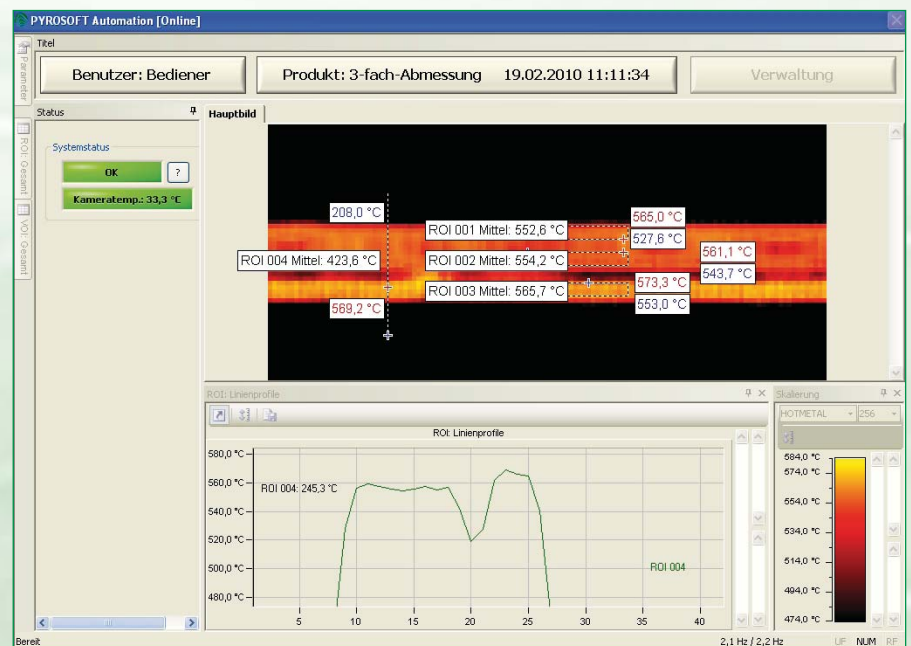 PYROSOFT Automation [Online]
Titel
Parameter
ROI: Gesamt
VOI: Gesamt
Benutzer: Bediener
Produkt: 3-fach-Abmessung 19.02.2010 11:11:34
Verwaltung
Status
Systemstatus
OK
?
Kameratemp.: 33,3 °C
Hauptbild
208,0 °C
565,0 °C
ROI 001 Mittel: 552,6 °C
527,6 °C
561,1 °C
ROI 004 Mittel: 423,6 °C
ROI 002 Mittel: 554,2 °C
543,7 °C
573,3 °C
ROI 003 Mittel: 565,7 °C
553,0 °C
569,2 °C
ROI: Linienprofile
ROI: Linienprofile
580,0 °C
560,0 °C
540,0 °C
520,0 °C
500,0 °C
480,0 °C
ROI 004: 245,3 °C
ROI 004
5 10 15 20 25 30 35 40
Skalierung
HOTMETAL 256
584,0 °C
574,0 °C
554,0 °C
534,0 °C
514,0 °C
494,0 °C
474,0 °C
Bereit
2,1 Hz / 2,2 Hz
UF NUM RF